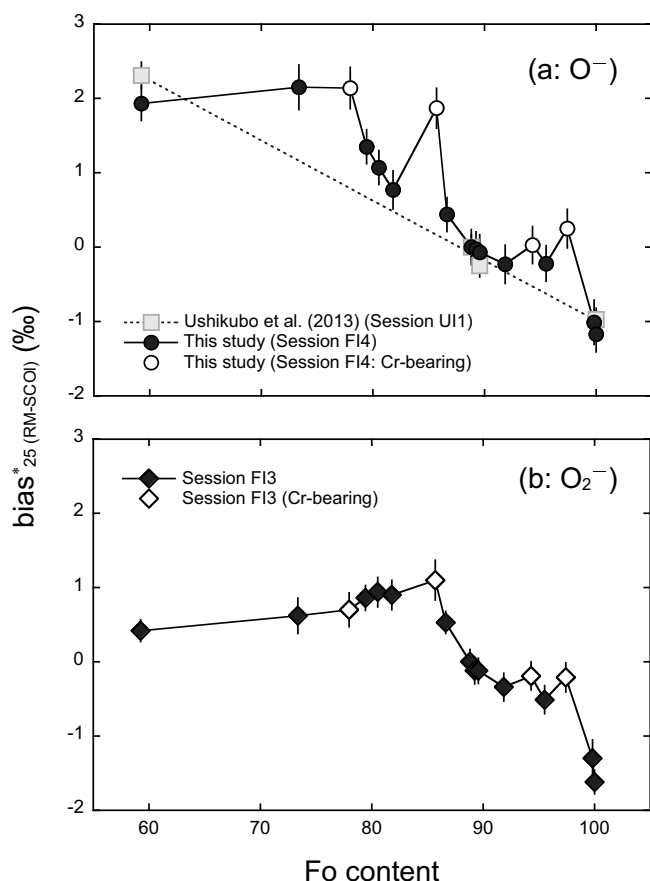 3
(a: O⁻)
2
1
0
Ushikubo et al. (2013) (Session UI1)
This study (Session FI4)
-1
This study (Session FI4: Cr-bearing)
-2
bias*25 (RM-SCOI) (‰)
3
Session FI3
(b: O₂⁻)
Session FI3 (Cr-bearing)
2
1
0
-1
-2
60 70 80 90 100
Fo content